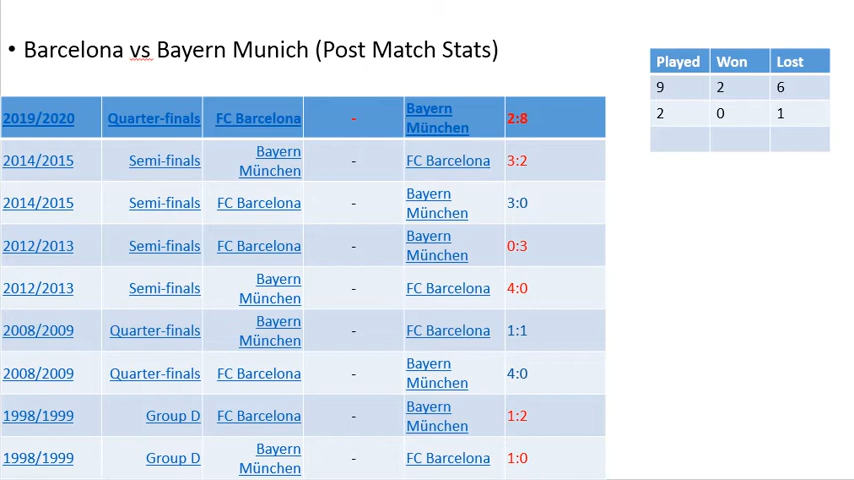 • Barcelona vs Bayern Munich (Post Match Stats)
Played Won Lost
9 2 6
2 0 1
2019/2020 Quarter-finals FC Barcelona - Bayern München 2:8
2014/2015 Semi-finals Bayern München - FC Barcelona 3:2
2014/2015 Semi-finals FC Barcelona - Bayern München 3:0
2012/2013 Semi-finals FC Barcelona - Bayern München 0:3
2012/2013 Semi-finals Bayern München - FC Barcelona 4:0
2008/2009 Quarter-finals Bayern München - FC Barcelona 1:1
2008/2009 Quarter-finals FC Barcelona - Bayern München 4:0
1998/1999 Group D FC Barcelona - Bayern München 1:2
1998/1999 Group D Bayern München - FC Barcelona 1:0